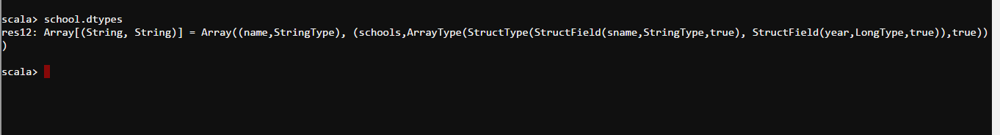 scala> school.dtypes
res12: Array[(String, String)] = Array((name,StringType), (schools,ArrayType(StructType(StructField(sname,StringType,true), StructField(year,LongType,true)),true))
)
scala>